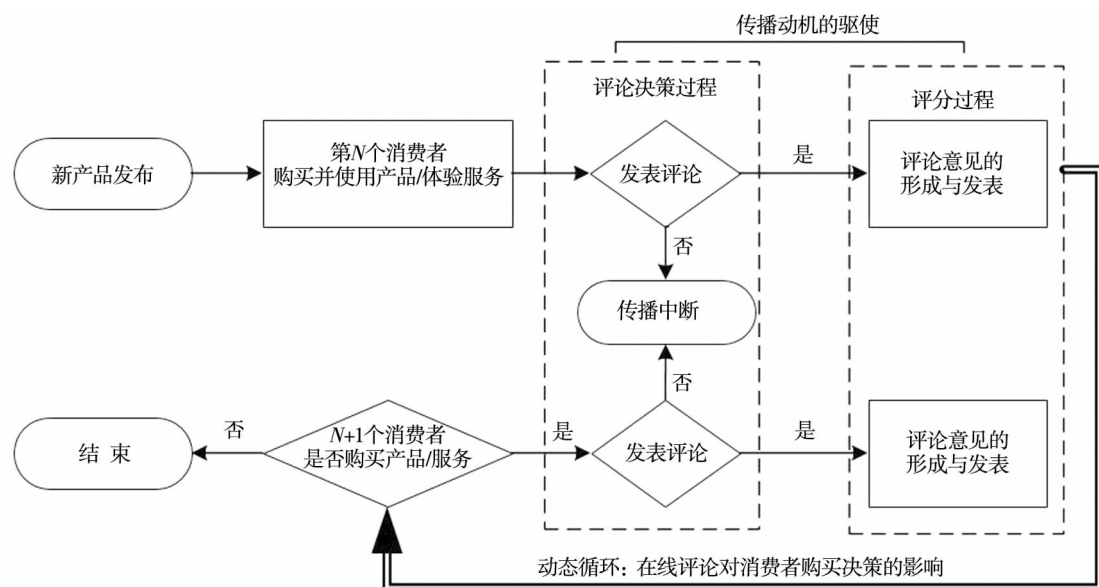 传播动机的驱使
评论决策过程
评分过程
新产品发布
第N个消费者
购买并使用产品/体验服务
发表评论
是
评论意见的
形成与发表
否
传播中断
否
结 束
否
N+1个消费者
是否购买产品/服务
是
发表评论
是
评论意见的
形成与发表
动态循环：在线评论对消费者购买决策的影响